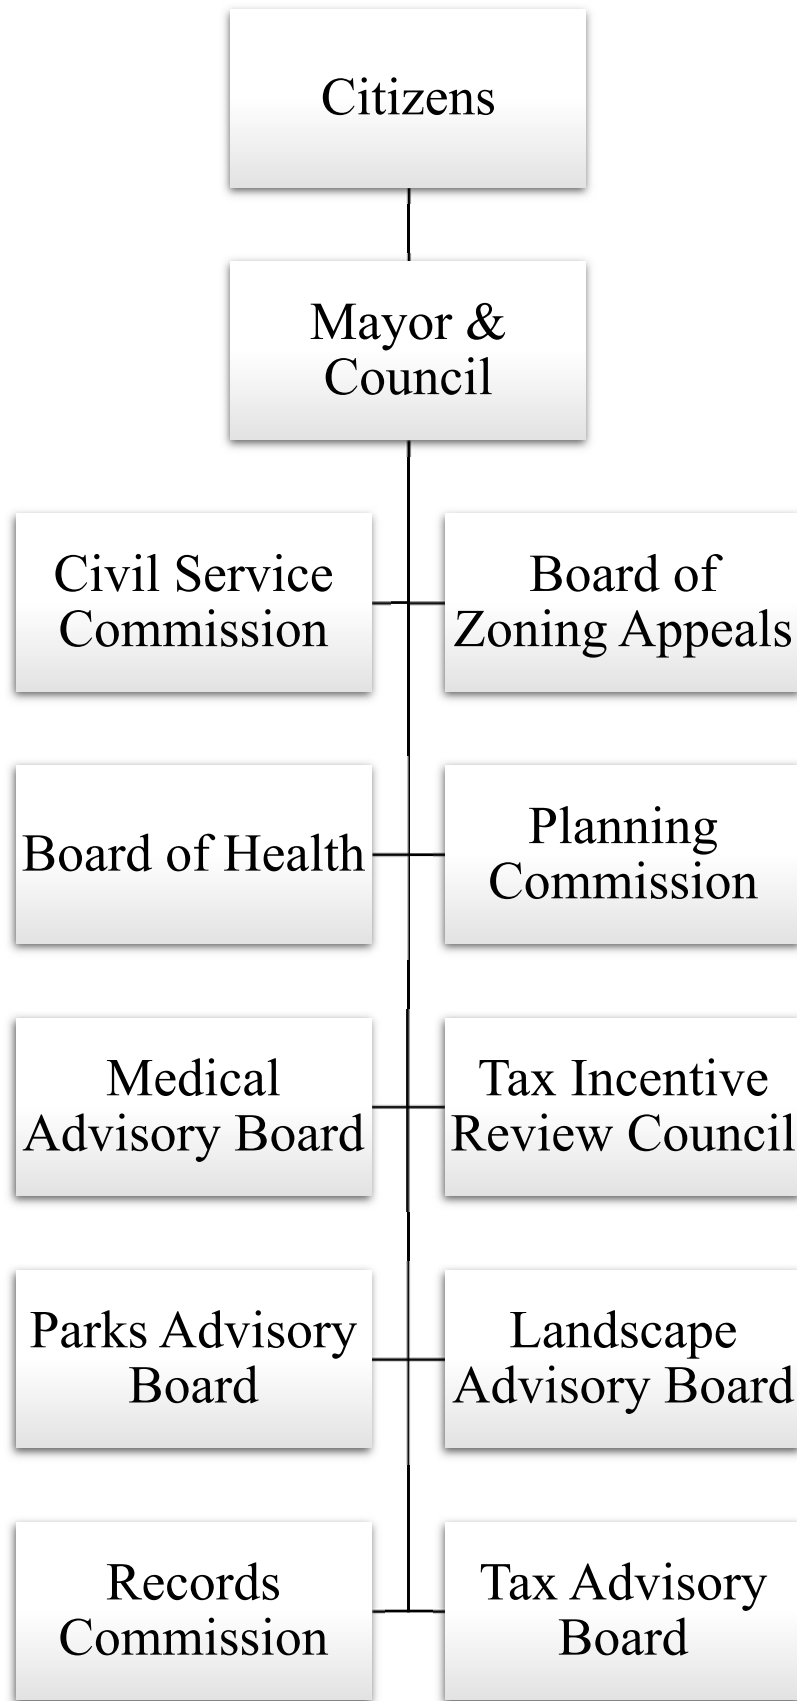 Citizens
Mayor &
Council
Civil Service
Commission
Board of
Zoning Appeals
Board of Health
Planning
Commission
Medical
Advisory Board
Tax Incentive
Review Council
Parks Advisory
Board
Landscape
Advisory Board
Records
Commission
Tax Advisory
Board